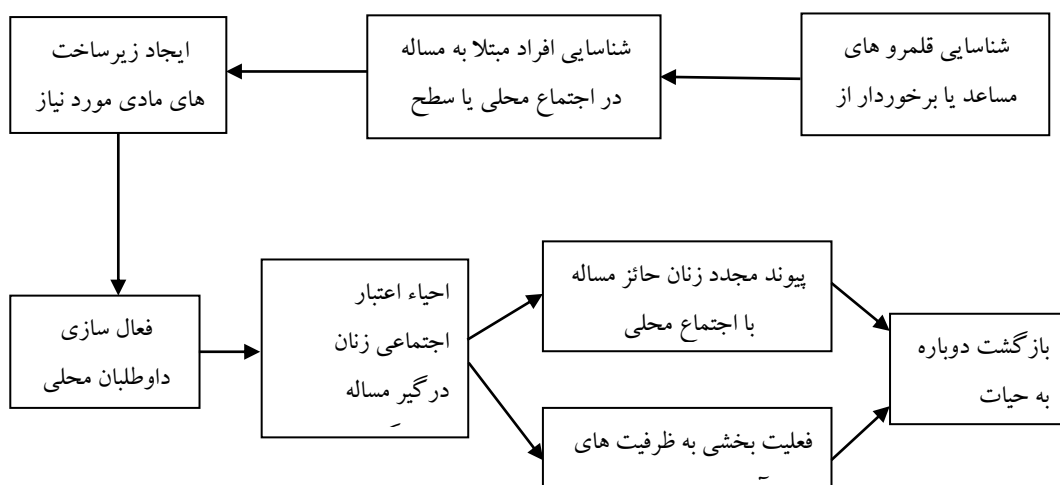 شناسایی قلمرو های
مساعد یا برخوردار از
شناسایی افراد مبتلا به مساله
در اجتماع محلی یا سطح
ایجاد زیرساخت
های مادی مورد نیاز
فعال سازی
داوطلبان محلی
احیاء اعتبار
اجتماعی زنان
درگیر مساله
پیوند مجدد زنان حائز مساله
با اجتماع محلی
فعلیت بخشی به ظرفیت های
بازگشت دوباره
به حیات